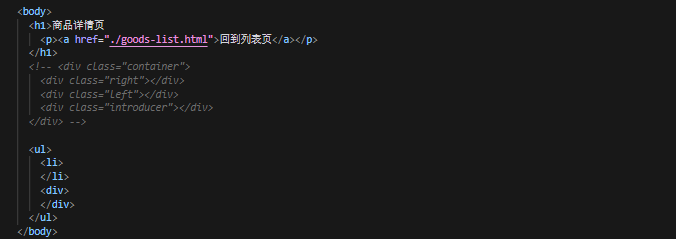 <body>
<h1>商品详情页
<p><a href="./goods-list.html">回到列表页</a></p>
</h1>
<!-- <div class="container">
<div class="right"></div>
<div class="left"></div>
<div class="introducer"></div>
</div> -->
<ul>
<li>
</li>
<div>
</div>
</ul>
</body>